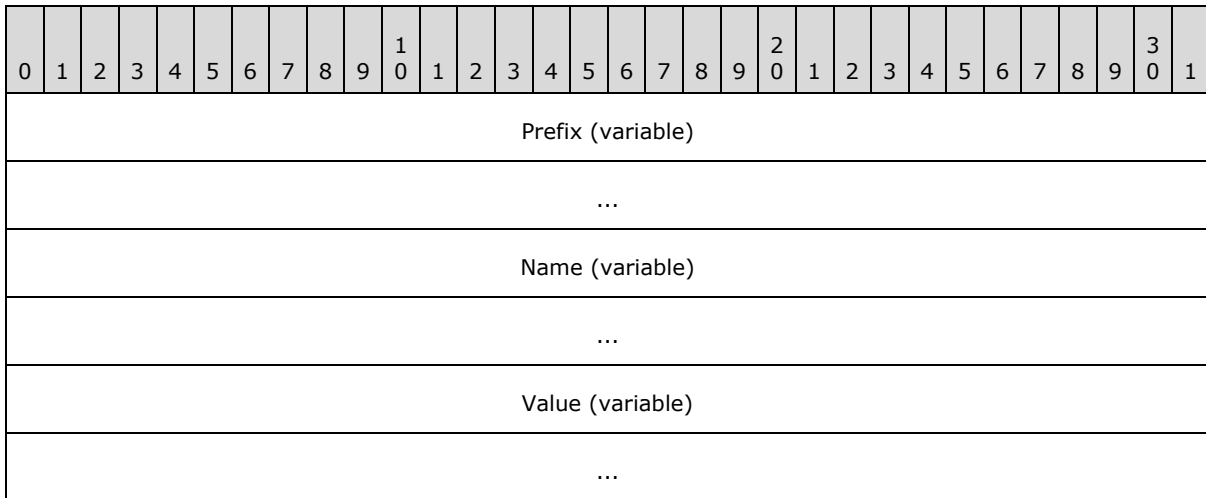 0 1 2 3 4 5 6 7 8 9 1 0 1 2 3 4 5 6 7 8 9 2 0 1 2 3 4 5 6 7 8 9 3 0 1
Prefix (variable)
...
Name (variable)
...
Value (variable)
...